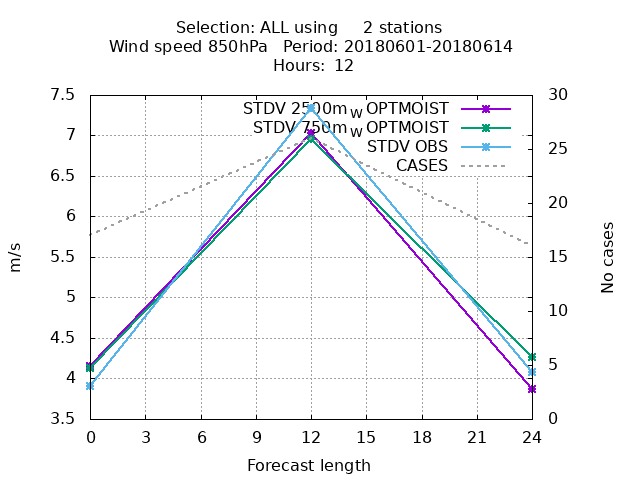 Selection: ALL using 2 stations
Wind speed 850hPa Period: 20180601-20180614
Hours: 12
7.5
7
6.5
6
5.5
5
4.5
4
3.5
30
25
20
15
10
5
0
STDV 2500m W OPTMOIST
STDV 750m W OPTMOIST
STDV OBS
CASES
m/s
No cases
0 3 6 9 12 15 18 21 24
Forecast length